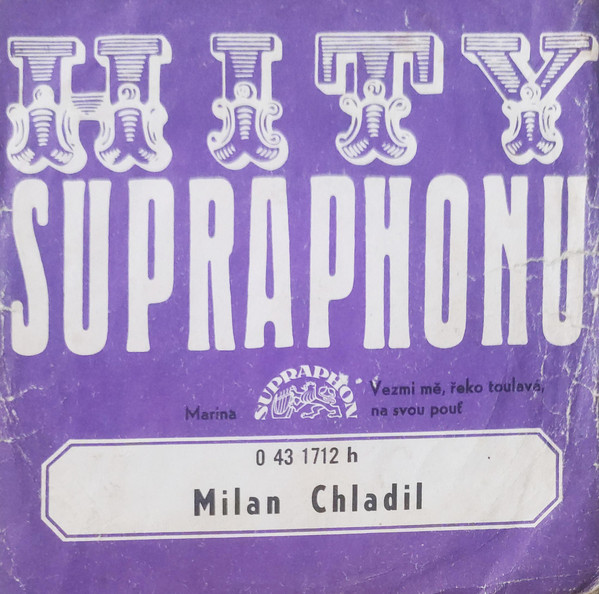 HITY
SUPRAPHONU
SUPRAPHON
Marina
Vezmi mě, řeko toulavá,
na svou pouť
0 43 1712 h
Milan Chladil